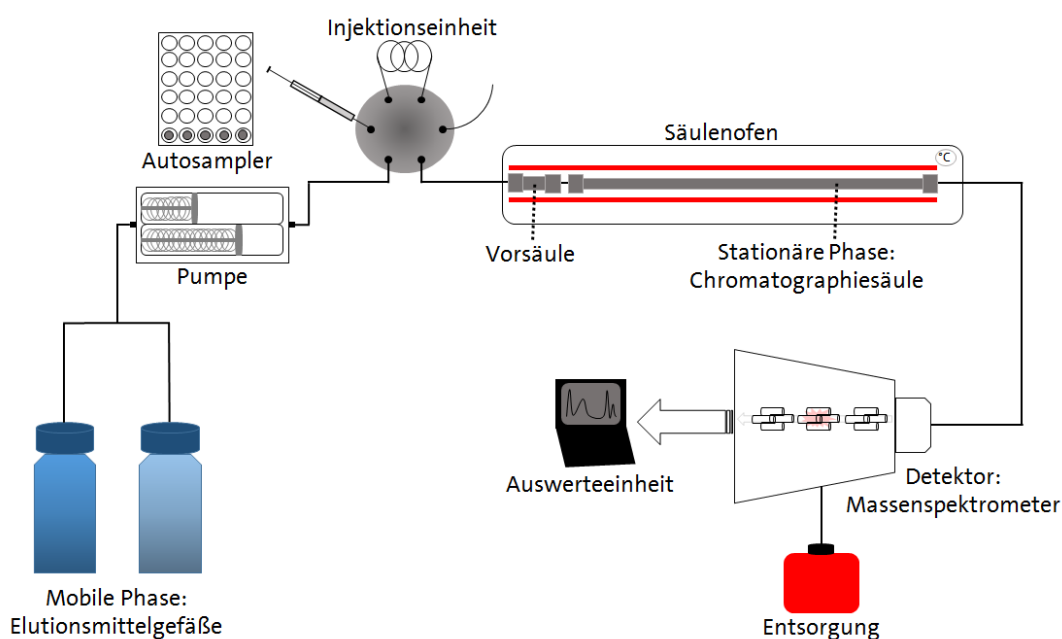 Injektionseinheit
Autosampler
Säulenofen
°C
Pumpe
Vorsäule
Stationäre Phase:
Chromatographiesäule
Auswerteeinheit
Detektor:
Massenspektrometer
Mobile Phase:
Elutionsmittelgefäße
Entsorgung